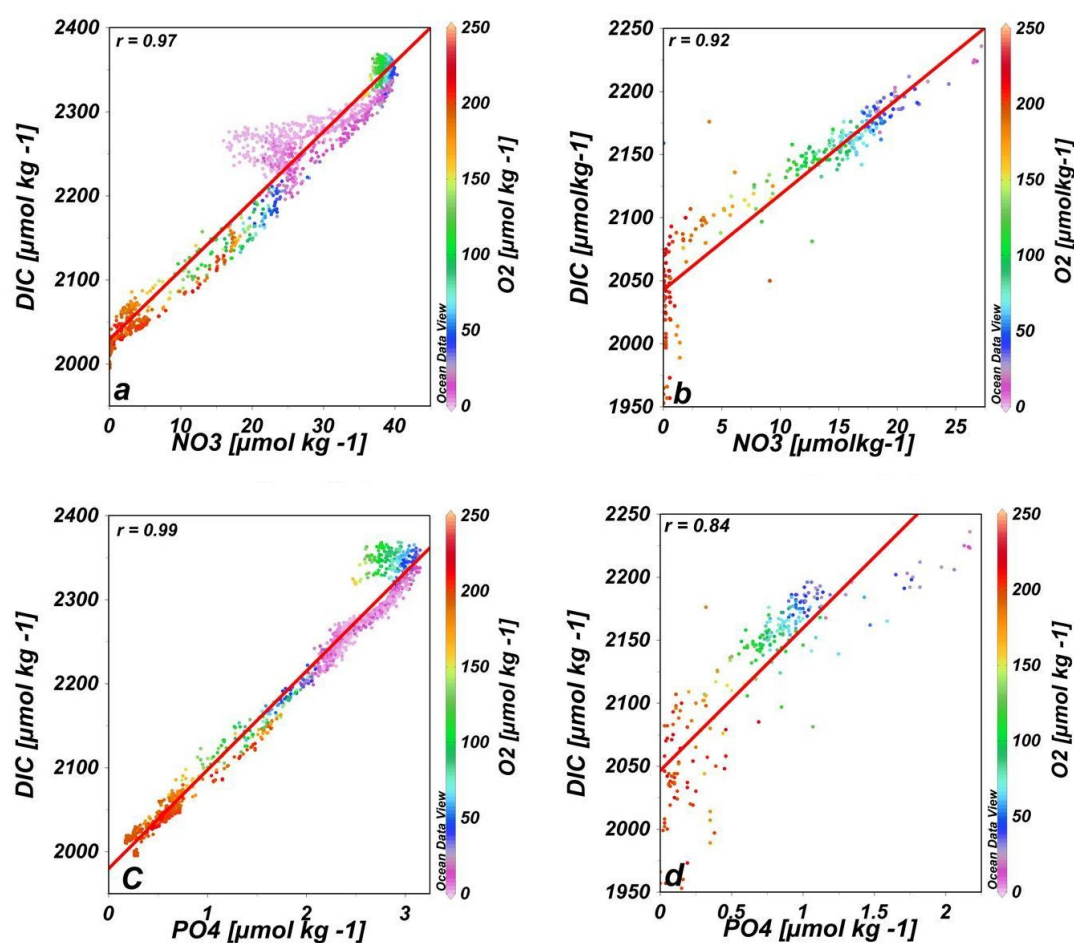 r = 0.97
2400
2300
2200
2100
2000
DIC [µmol kg -1]
a
0 10 20 30 40
NO3 [µmol kg -1]
250
200
150
100
50
0
O2 [µmol kg -1]
Ocean Data View
r = 0.92
2250
2200
2150
2100
2050
2000
1950
DIC [µmolkg-1]
b
0 5 10 15 20 25
NO3 [µmolkg-1]
250
200
150
100
50
0
O2 [µmolkg-1]
Ocean Data View
r = 0.99
2400
2300
2200
2100
2000
DIC [µmol kg -1]
C
0 1 2 3
PO4 [µmol kg -1]
250
200
150
100
50
0
O2 [µmol kg -1]
Ocean Data View
r = 0.84
2250
2200
2150
2100
2050
2000
1950
DIC [µmol kg -1]
d
0 0.5 1 1.5 2
PO4 [µmol kg -1]
250
200
150
100
50
0
O2 [µmol kg -1]
Ocean Data View